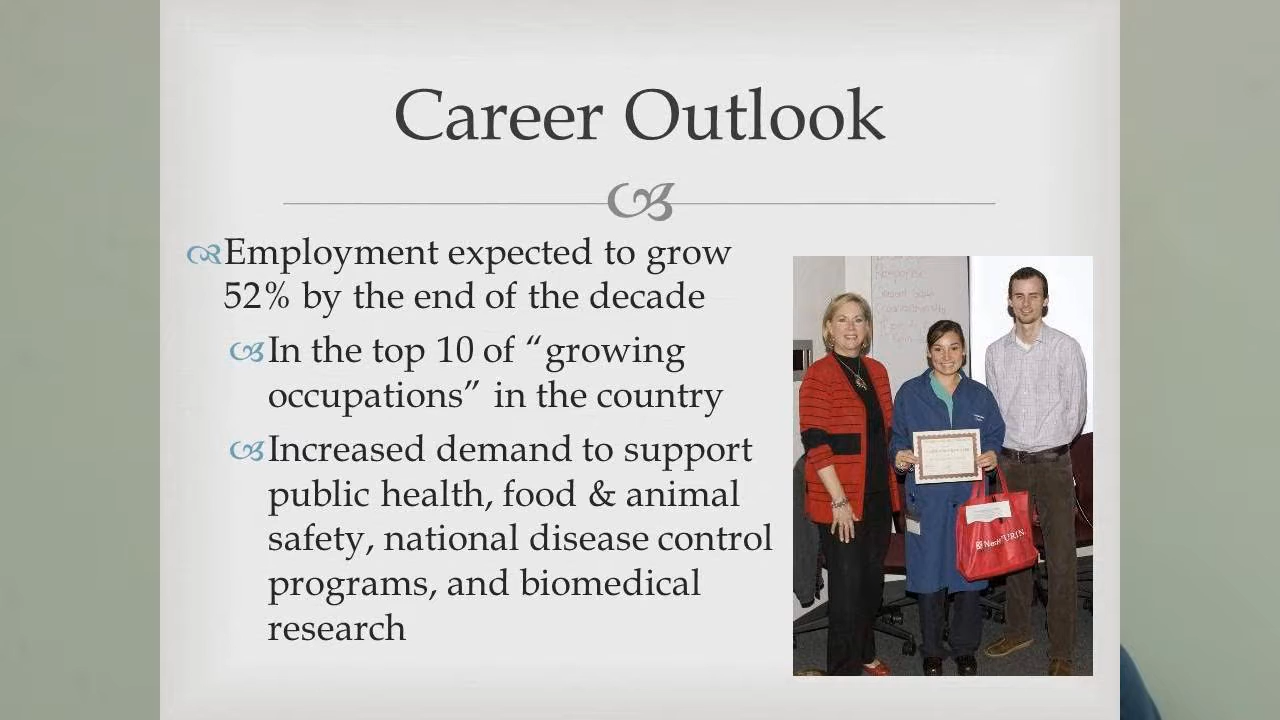 Career Outlook
Employment expected to grow
52% by the end of the decade
In the top 10 of “growing
occupations” in the country
Increased demand to support
public health, food & animal
safety, national disease control
programs, and biomedical
research